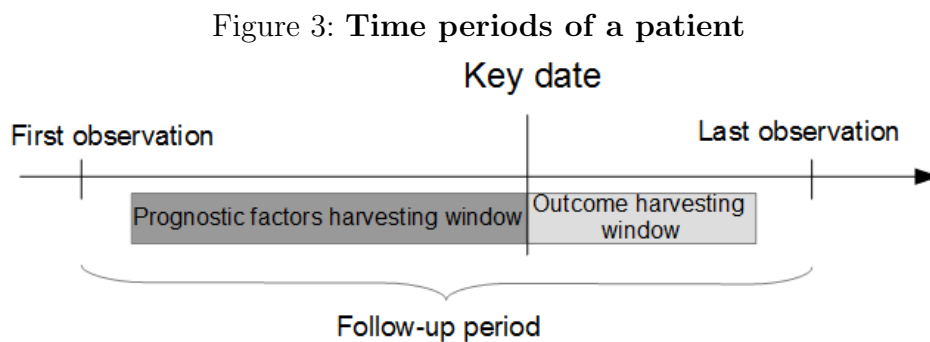 Figure 3: Time periods of a patient
Key date
First observation
Last observation
Prognostic factors harvesting window
Outcome harvesting
window
Follow-up period